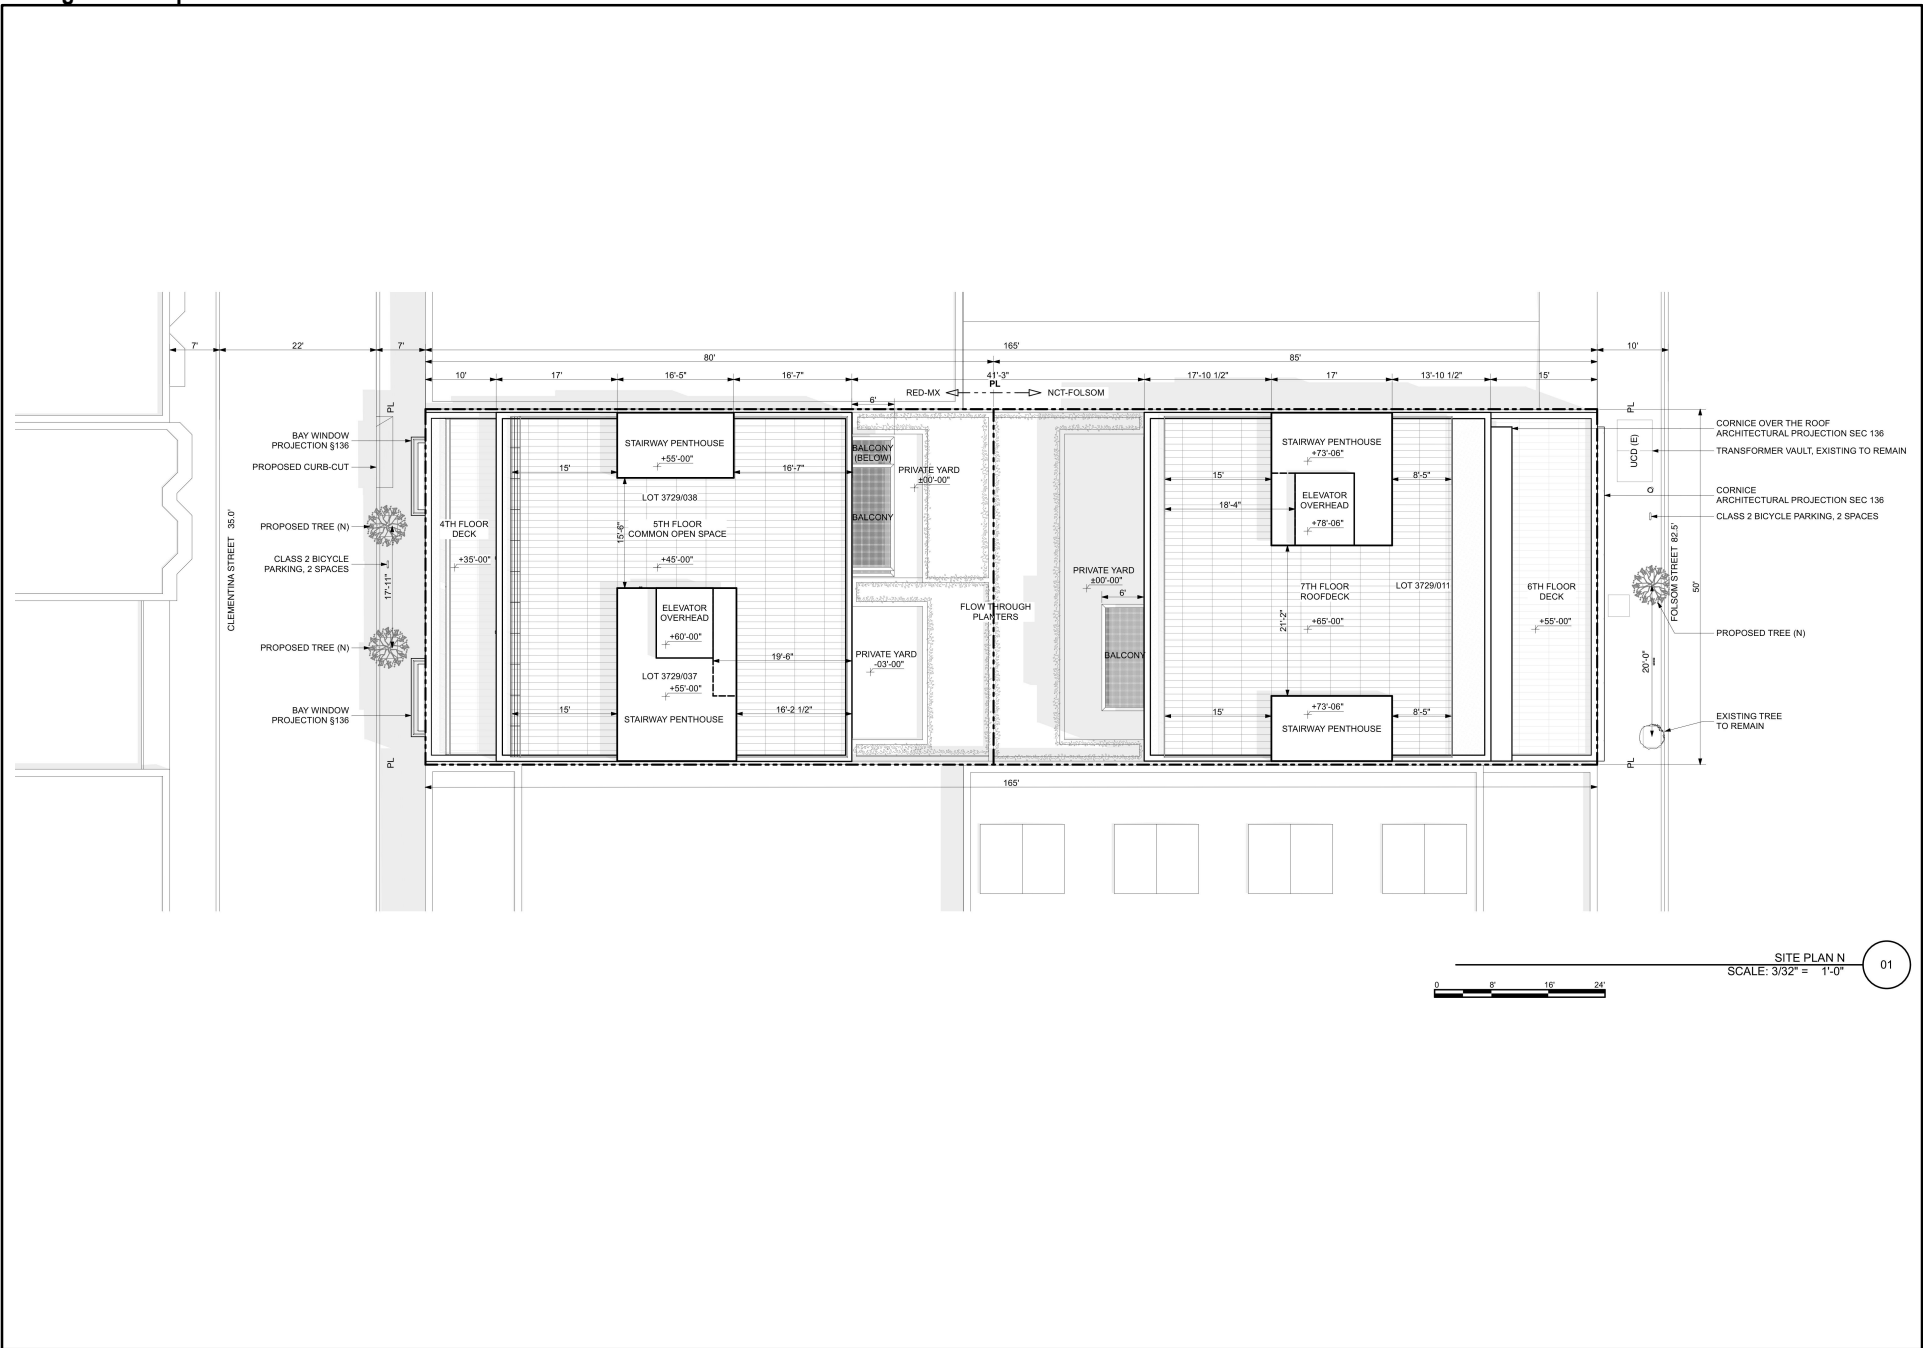 7'
22'
7'
165'
10'
80'
85'
10'
17'
16'-5"
16'-7"
41'-3"
17'-10 1/2"
17'
13'-10 1/2"
15'
PL
RED-MX
NCT-FOLSOM
6'
PL
PL
BAY WINDOW
PROJECTION §136
PROPOSED CURB-CUT
PROPOSED TREE (N)
CLASS 2 BICYCLE
PARKING, 2 SPACES
17'-11"
PROPOSED TREE (N)
BAY WINDOW
PROJECTION §136
CLEMENTINA STREET 35.0'
PL
4TH FLOOR
DECK
+35'-00"
STAIRWAY PENTHOUSE
+55'-00"
15'
16'-7"
LOT 3729/038
15'-6"
5TH FLOOR
COMMON OPEN SPACE
+45'-00"
ELEVATOR
OVERHEAD
+60'-00"
19'-6"
LOT 3729/037
+55'-00"
15'
16'-2 1/2"
STAIRWAY PENTHOUSE
BALCONY
(BELOW)
PRIVATE YARD
±00'-00"
BALCONY
PRIVATE YARD
-03'-00"
FLOW THROUGH
PLANTERS
PRIVATE YARD
±00'-00"
6'
BALCONY
STAIRWAY PENTHOUSE
+73'-06"
15'
8'-5"
18'-4"
ELEVATOR
OVERHEAD
+78'-06"
7TH FLOOR
ROOFDECK
LOT 3729/011
21'-2"
+65'-00"
+73'-06"
15'
8'-5"
STAIRWAY PENTHOUSE
6TH FLOOR
DECK
+55'-00"
UCD (E)
CORNICE OVER THE ROOF
ARCHITECTURAL PROJECTION SEC 136
TRANSFORMER VAULT, EXISTING TO REMAIN
CORNICE
ARCHITECTURAL PROJECTION SEC 136
CLASS 2 BICYCLE PARKING, 2 SPACES
FOLSOM STREET 82.5'
50'
PROPOSED TREE (N)
20'-0"
EXISTING TREE
TO REMAIN
PL
165'
SITE PLAN N
SCALE: 3/32" = 1'-0"
01
0 8' 16' 24'